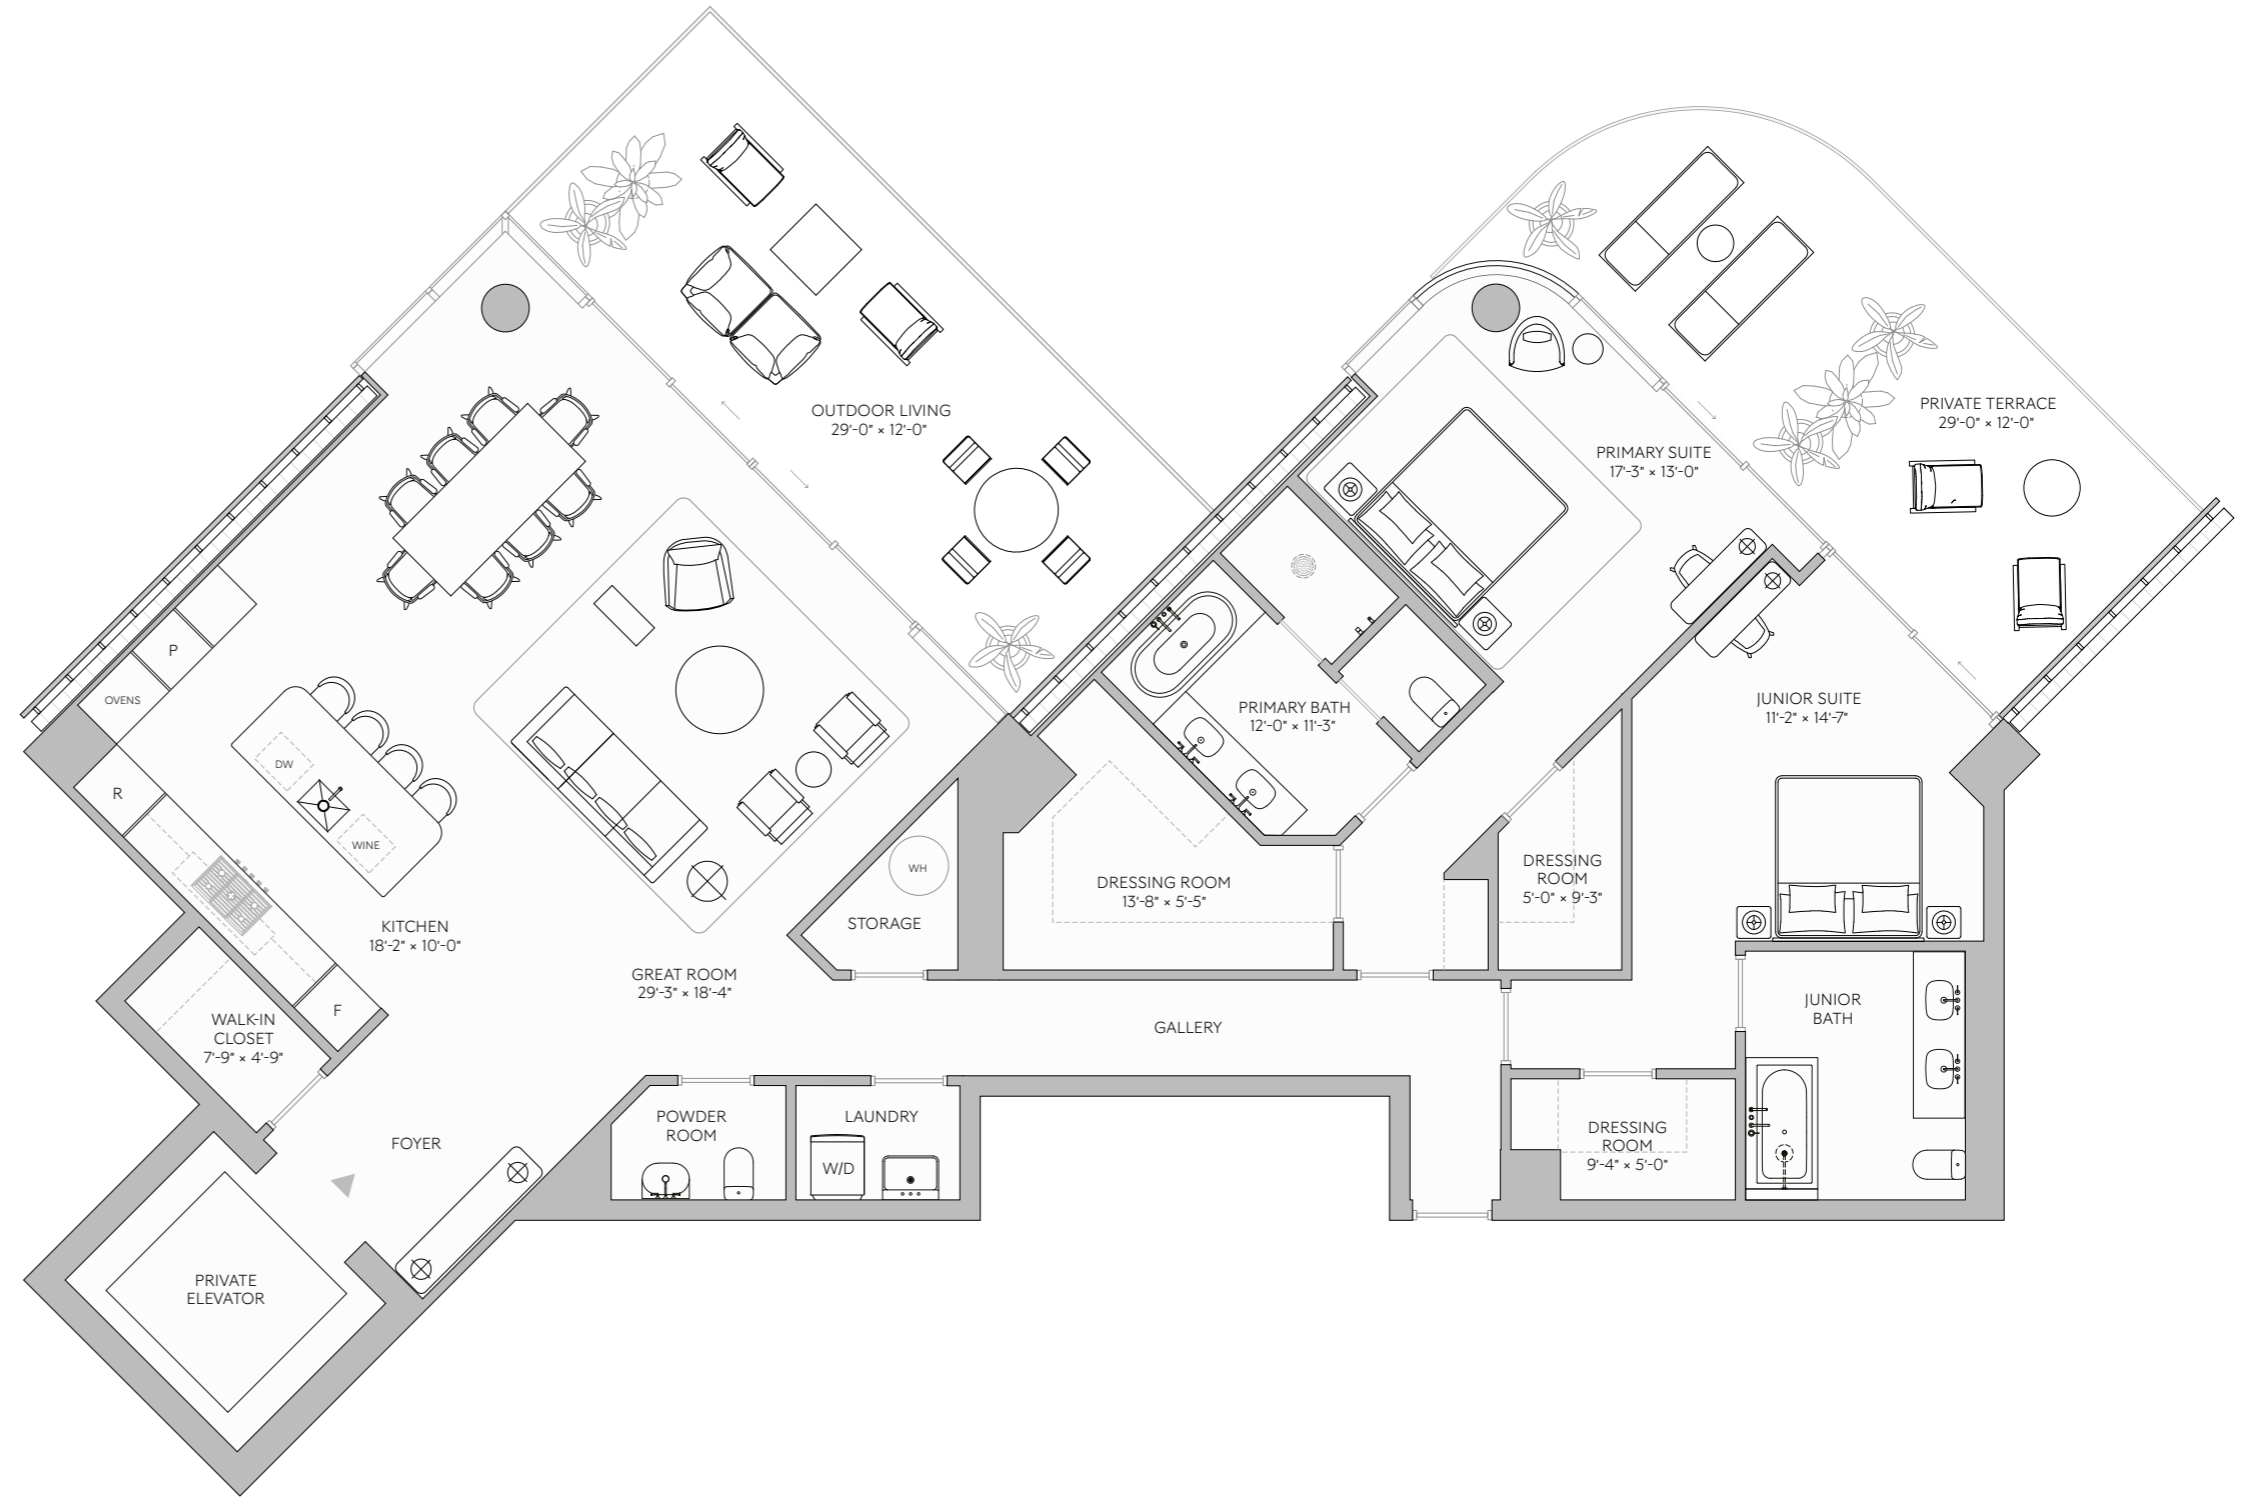 OUTDOOR LIVING
29'-0" × 12'-0"
PRIVATE TERRACE
29'-0" × 12'-0"
PRIMARY SUITE
17'-3" × 13'-0"
P
OVENS
R
DW
WINE
KITCHEN
18'-2" × 10'-0"
F
GREAT ROOM
29'-3" × 18'-4"
WH
STORAGE
PRIMARY BATH
12'-0" × 11'-3"
DRESSING ROOM
13'-8" × 5'-5"
DRESSING
ROOM
5'-0" × 9'-3"
JUNIOR SUITE
11'-2" × 14'-7"
JUNIOR
BATH
WALK-IN
CLOSET
7'-9" × 4'-9"
GALLERY
FOYER
POWDER
ROOM
LAUNDRY
W/D
DRESSING
ROOM
9'-4" × 5'-0"
PRIVATE
ELEVATOR